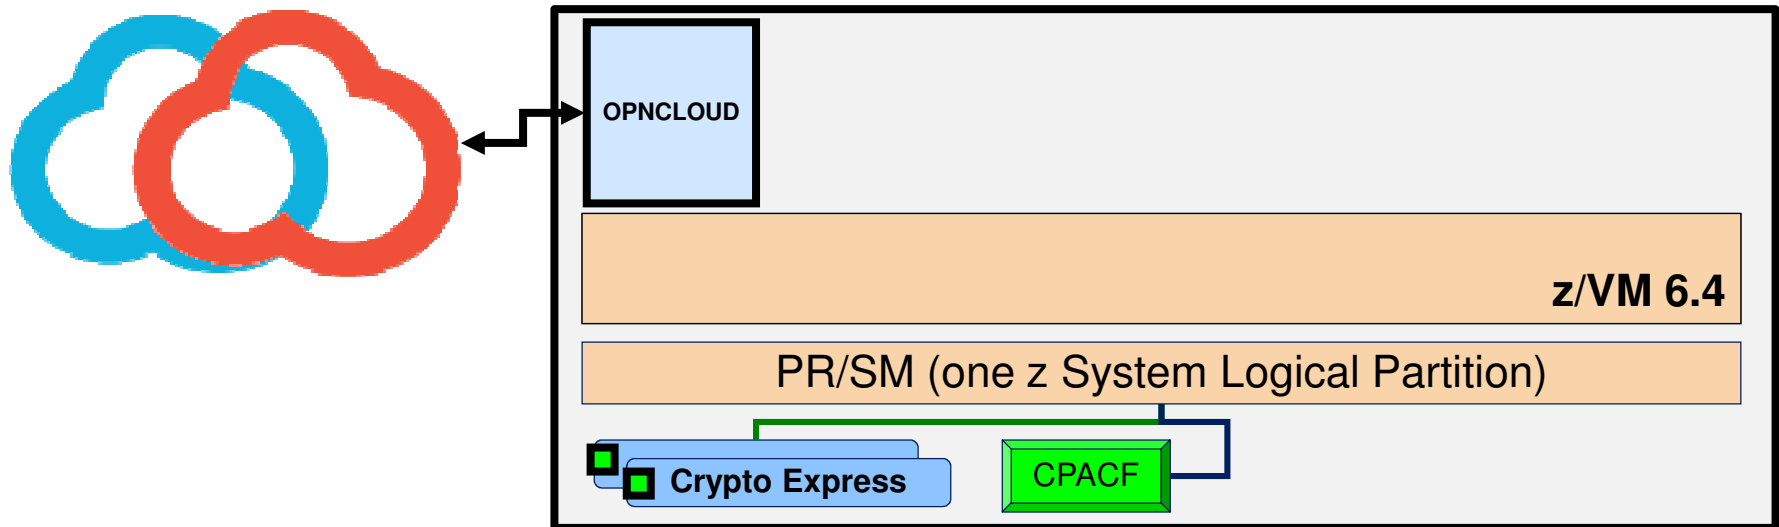 OPNCLOUD
z/VM 6.4
PR/SM (one z System Logical Partition)
Crypto Express
CPACF